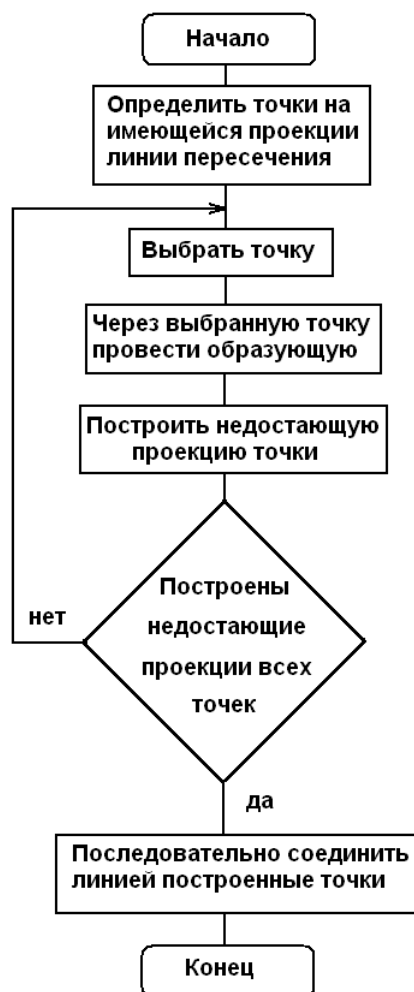 Начало
Определить точки на
имеющейся проекции
линии пересечения
Выбрать точку
Через выбранную точку
провести образующую
Построить недостающую
проекцию точки
Построены
недостающие
проекции всех
точек
нет
да
Последовательно соединить
линией построенные точки
Конец